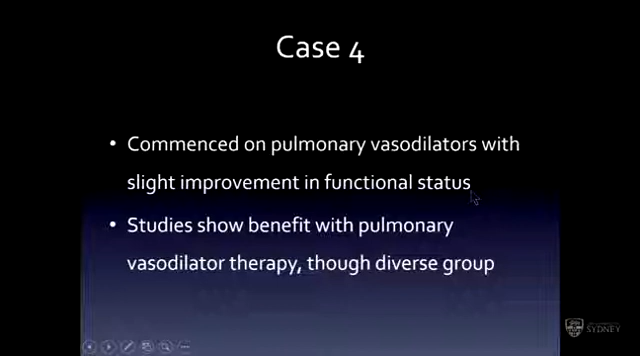 Case 4
• Commenced on pulmonary vasodilators with
slight improvement in functional status
• Studies show benefit with pulmonary
vasodilator therapy, though diverse group
SYDNEY